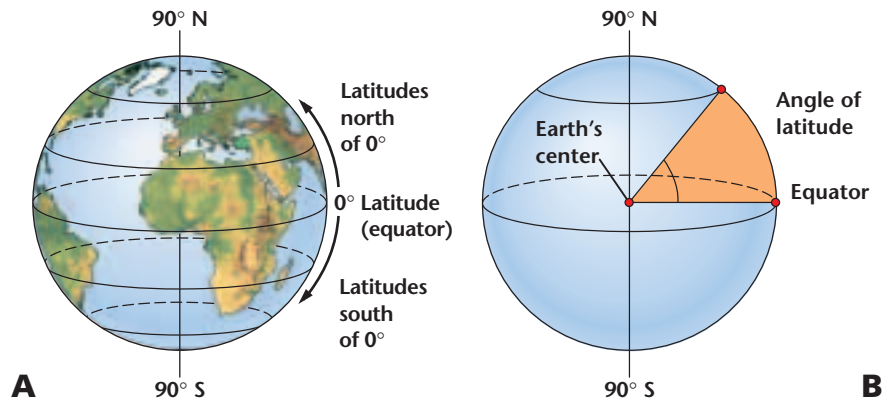 90° N
Latitudes
north
of 0°
0° Latitude
(equator)
Latitudes
south
of 0°
90° S
A
90° N
Earth's
center
Angle of
latitude
Equator
90° S
B